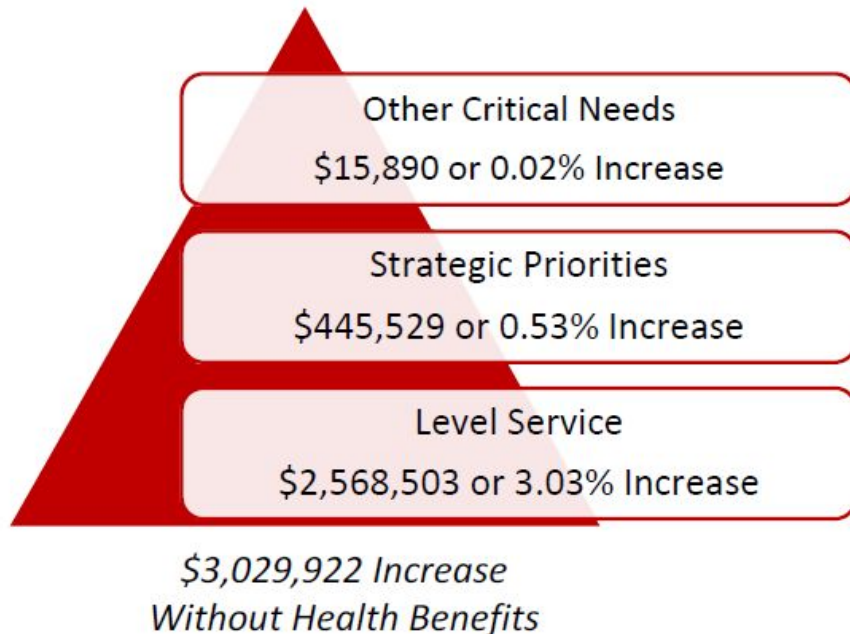 Other Critical Needs
$15,890 or 0.02% Increase
Strategic Priorities
$445,529 or 0.53% Increase
Level Service
$2,568,503 or 3.03% Increase
$3,029,922 Increase
Without Health Benefits